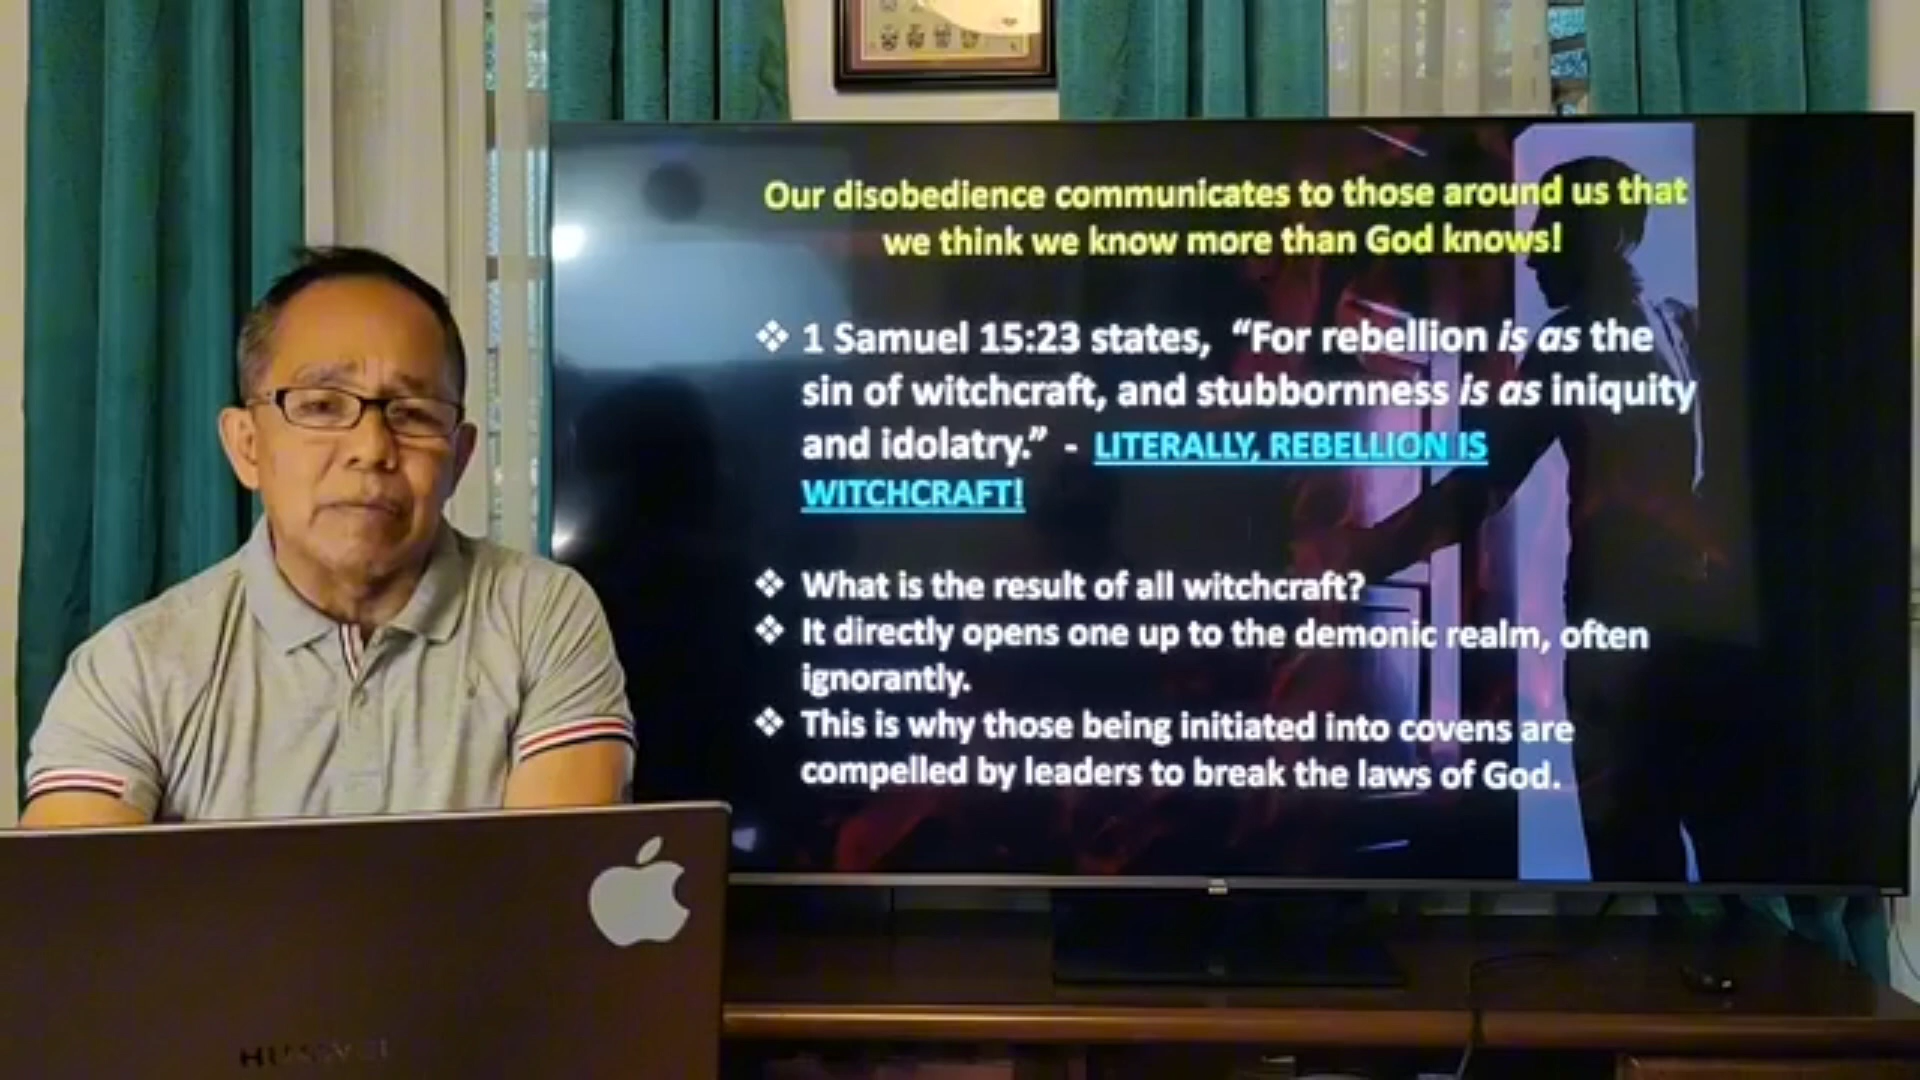 Our disobedience communicates to those around us that
we think we know more than God knows!
❖ 1 Samuel 15:23 states, “For rebellion is as the
sin of witchcraft, and stubbornness is as iniquity
and idolatry.” - LITERALLY, REBELLION IS
WITCHCRAFT!
❖ What is the result of all witchcraft?
❖ It directly opens one up to the demonic realm, often
ignorantly.
❖ This is why those being initiated into covens are
compelled by leaders to break the laws of God.
HUAWEI